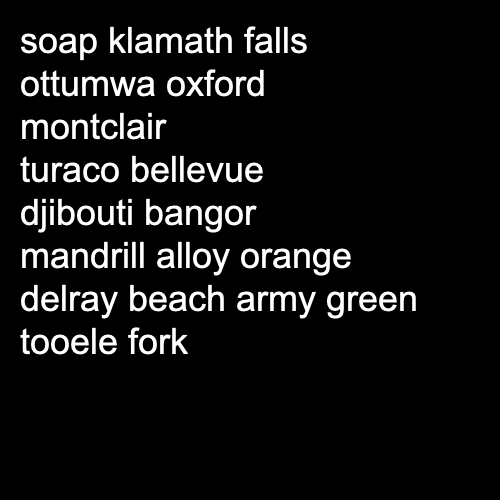 soap klamath falls
ottumwa oxford
montclair
turaco bellevue
djibouti bangor
mandrill alloy orange
delray beach army green
tooele fork